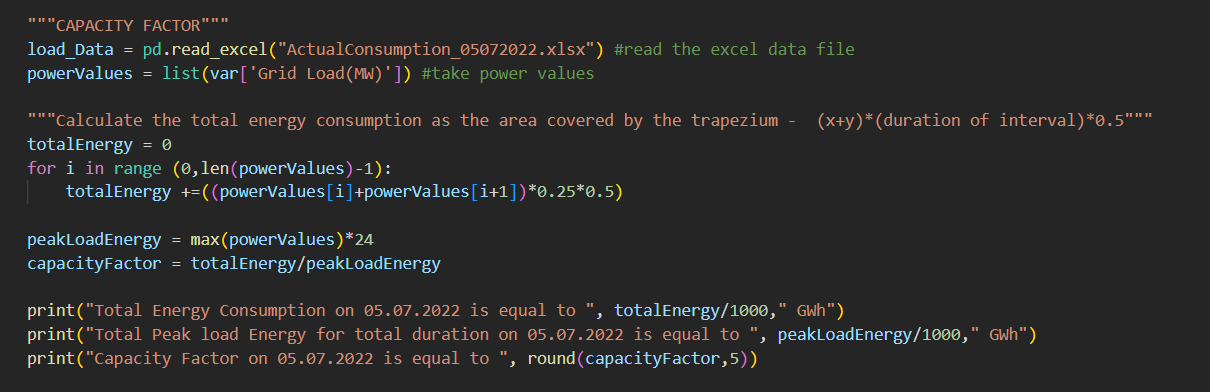 """CAPACITY FACTOR"""
load_Data = pd.read_excel("ActualConsumption_05072022.xlsx") #read the excel data file
powerValues = list(var['Grid Load(MW)']) #take power values
"""Calculate the total energy consumption as the area covered by the trapezium -  (x+y)*(duration of interval)*0.5"""
totalEnergy = 0
for i in range (0,len(powerValues)-1):
    totalEnergy +=((powerValues[i]+powerValues[i+1])*0.25*0.5)
peakLoadEnergy = max(powerValues)*24
capacityFactor = totalEnergy/peakLoadEnergy
print("Total Energy Consumption on 05.07.2022 is equal to ", totalEnergy/1000," GWh")
print("Total Peak load Energy for total duration on 05.07.2022 is equal to ", peakLoadEnergy/1000," GWh")
print("Capacity Factor on 05.07.2022 is equal to ", round(capacityFactor,5))